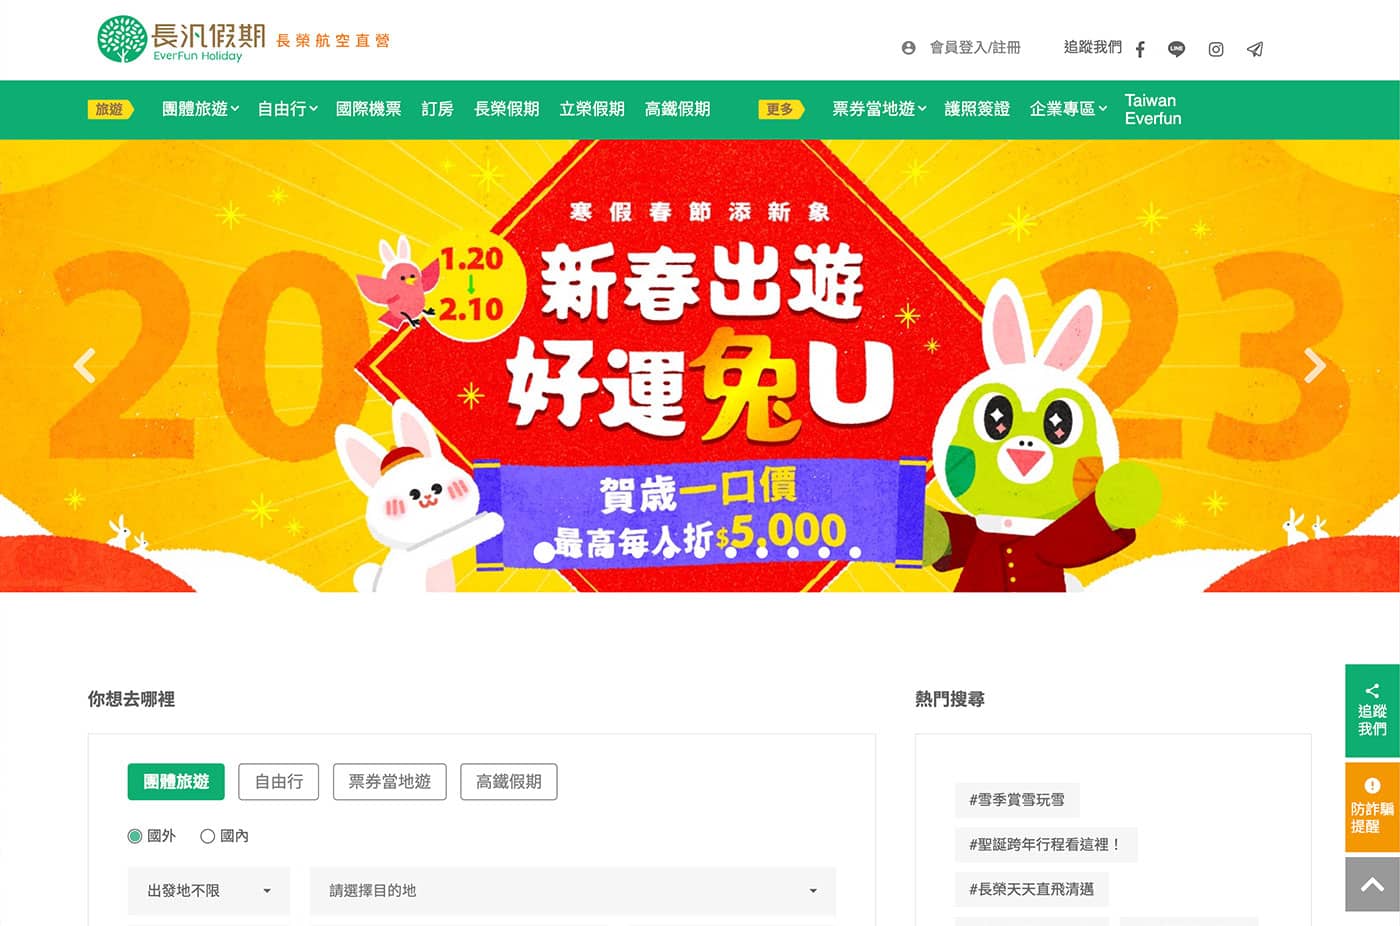 長汎假期 長榮航空直營
EverFun Holiday
會員登入/註冊 追蹤我們
LINE
旅遊 團體旅遊 自由行 國際機票 訂房 長榮假期 立榮假期 高鐵假期 更多 票券當地遊 護照簽證 企業專區 Taiwan
Everfun
寒假春節添新象
1.20
2.10
新春出遊
好運兔U
2023
賀歲一口價
最高每人折$5,000
你想去哪裡
熱門搜尋
追蹤
我們
團體旅遊 自由行 票券當地遊 高鐵假期
#雪季賞雪玩雪
防詐騙
提醒
國外 國內
#聖誕跨年行程看這裡！
出發地不限 請選擇目的地
#長榮天天直飛清邁